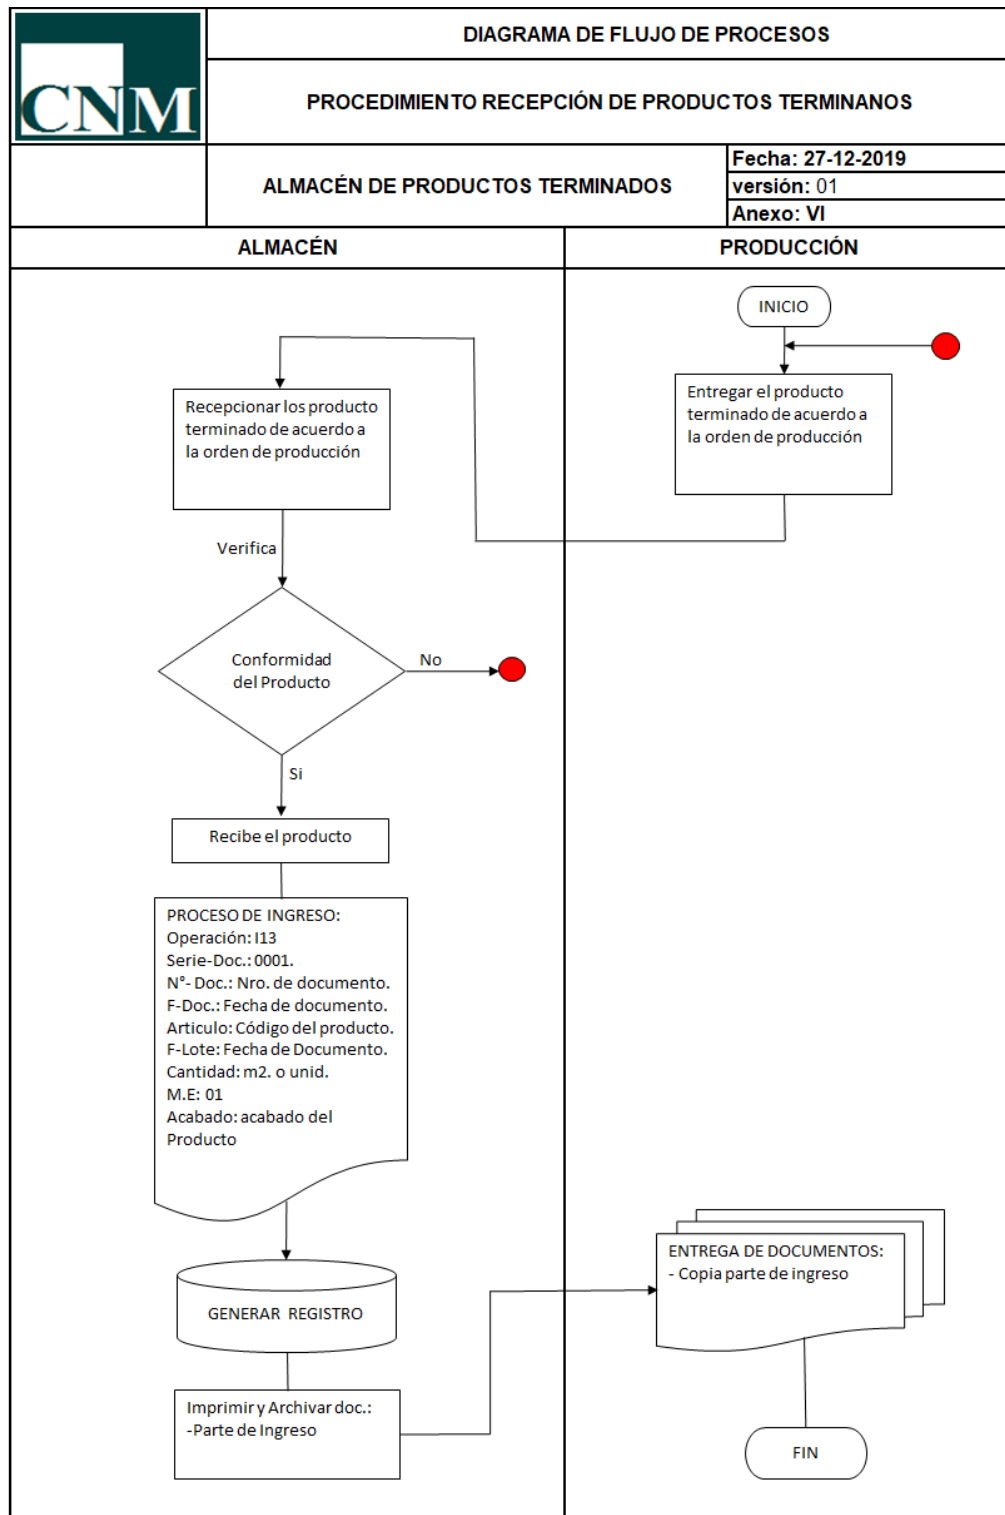 CNM
DIAGRAMA DE FLUJO DE PROCESOS
PROCEDIMIENTO RECEPCIÓN DE PRODUCTOS TERMINANOS
ALMACÉN DE PRODUCTOS TERMINADOS
Fecha: 27-12-2019
versión: 01
Anexo: VI
ALMACÉN
PRODUCCIÓN
INICIO
Entregar el producto
terminado de acuerdo a
la orden de producción
Recepcionar los producto
terminado de acuerdo a
la orden de producción
Verifica
Conformidad
del Producto
No
Si
Recibe el producto
PROCESO DE INGRESO:
Operación: I13
Serie-Doc.: 0001.
N°- Doc.: Nro. de documento.
F-Doc.: Fecha de documento.
Articulo: Código del producto.
F-Lote: Fecha de Documento.
Cantidad: m2. o unid.
M.E: 01
Acabado: acabado del
Producto
GENERAR REGISTRO
Imprimir y Archivar doc.:
-Parte de Ingreso
ENTREGA DE DOCUMENTOS:
- Copia parte de ingreso
FIN